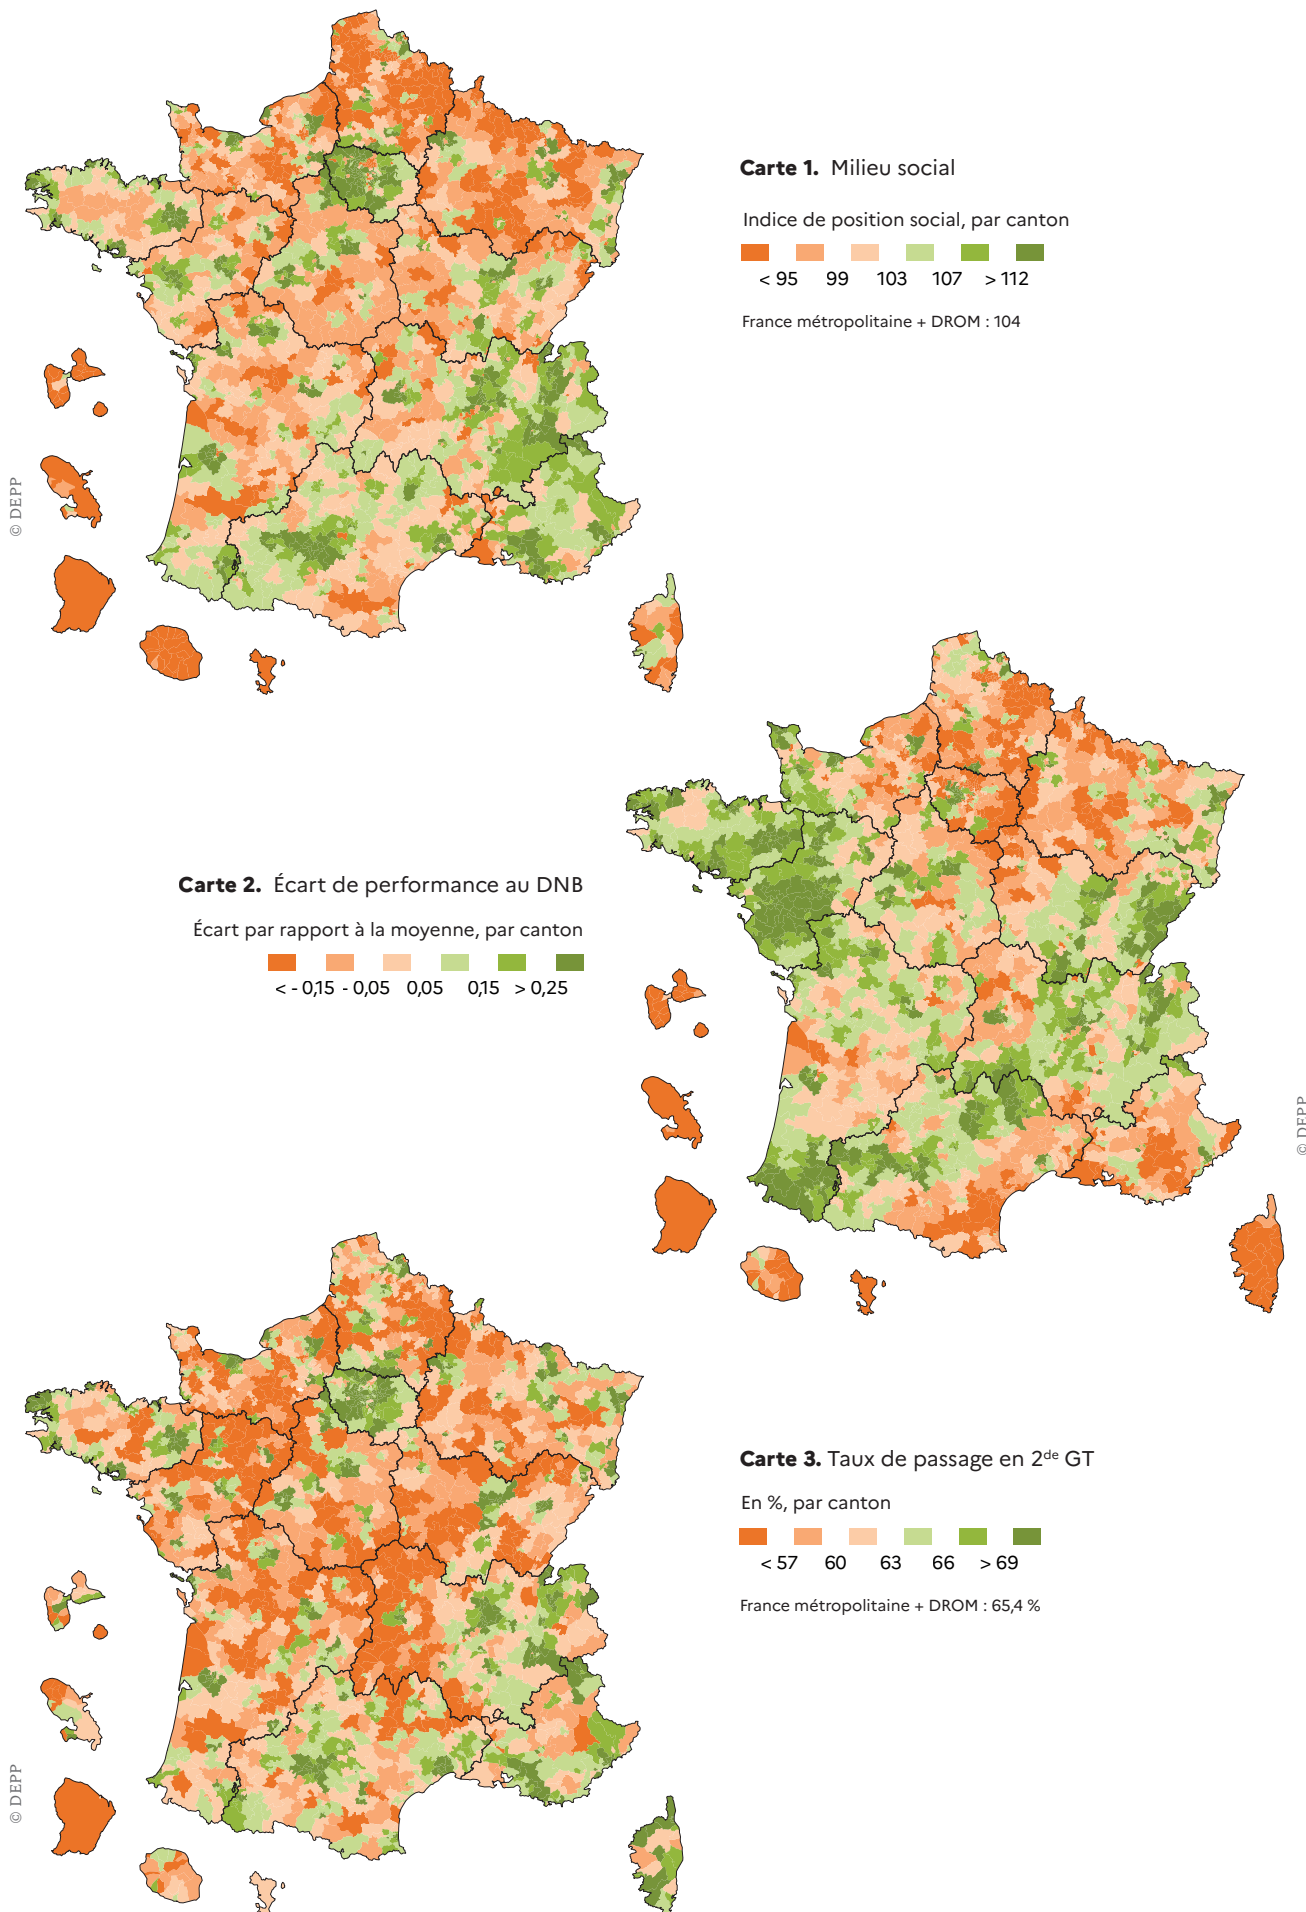 Carte 1. Milieu social
Indice de position social, par canton
< 95 99 103 107 > 112
France métropolitaine + DROM : 104
© DEPP
Carte 2. Écart de performance au DNB
Écart par rapport à la moyenne, par canton
< - 0,15 - 0,05 0,05 0,15 > 0,25
© DEPP
Carte 3. Taux de passage en 2de GT
En %, par canton
< 57 60 63 66 > 69
France métropolitaine + DROM : 65,4 %
© DEPP